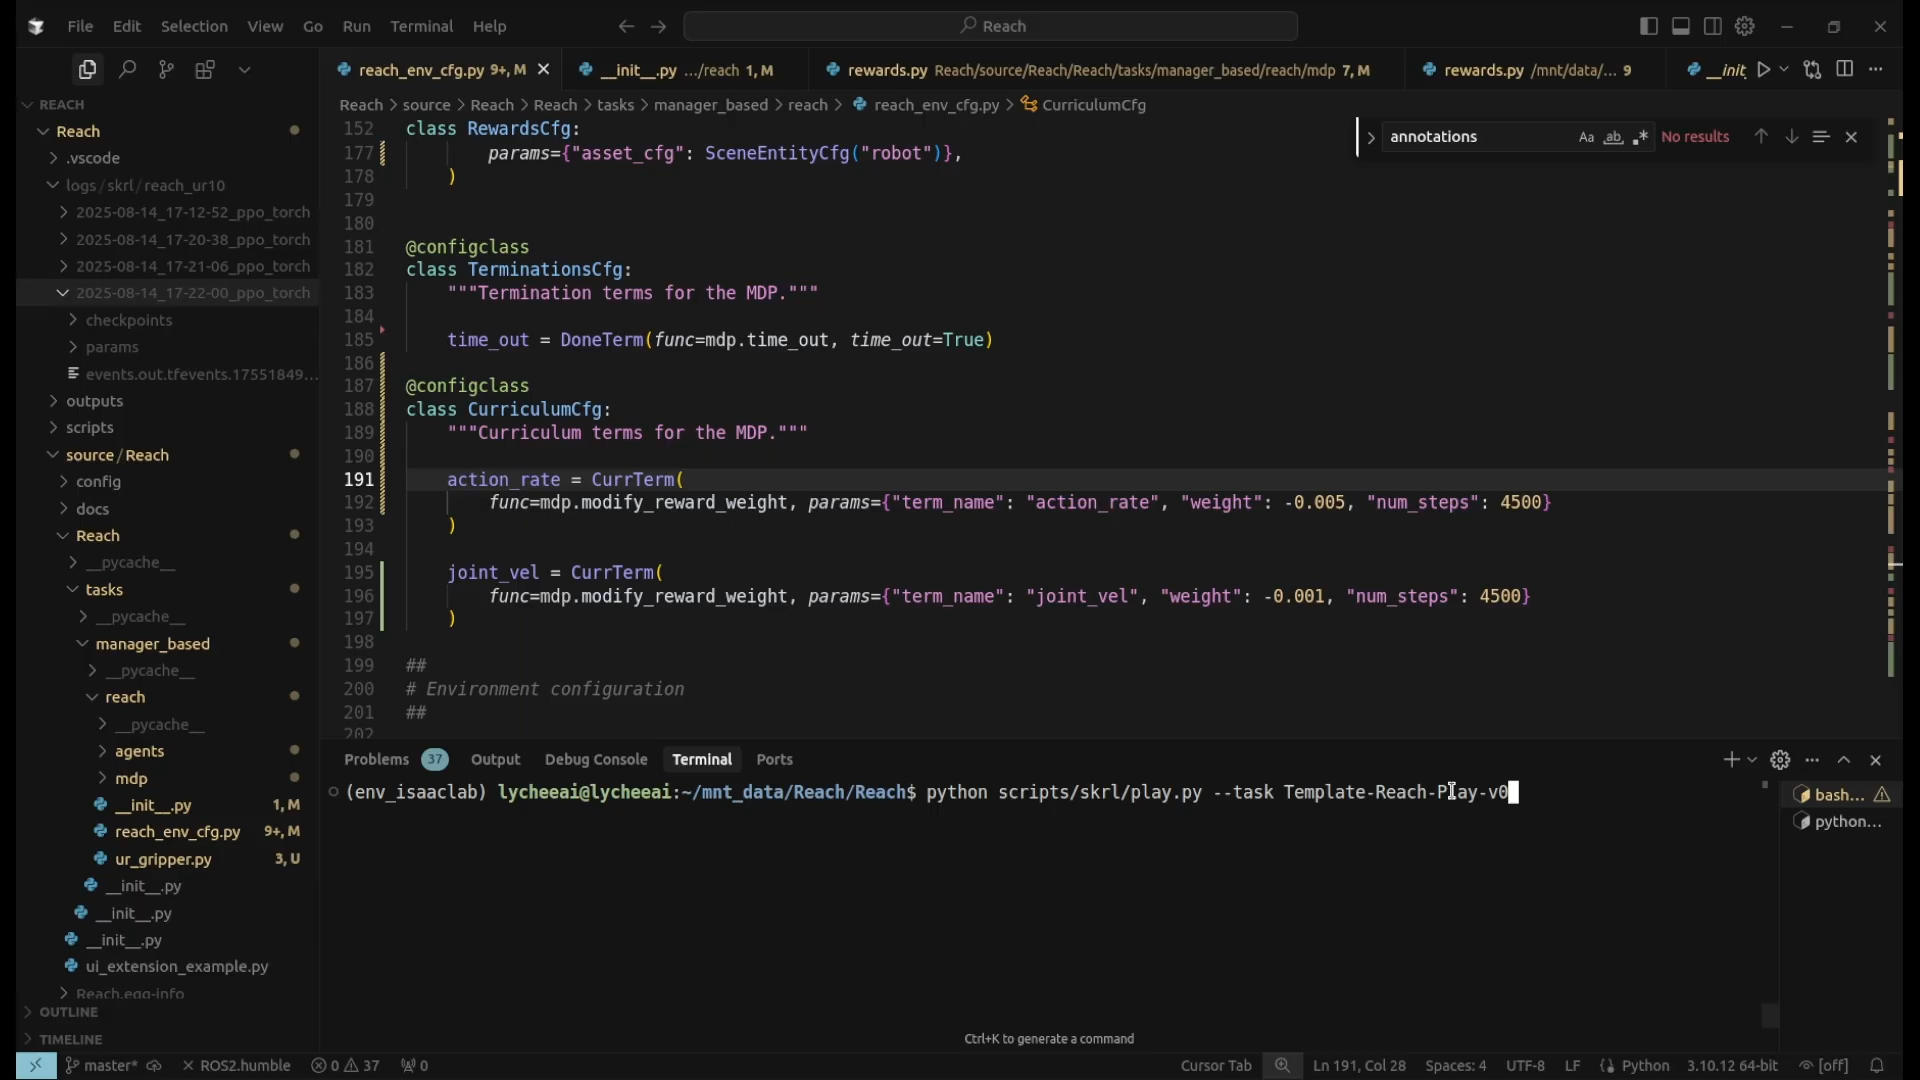 File Edit Selection View Go Run Terminal Help
Reach
reach_env_cfg.py 9+, M
__init__.py .../reach 1, M
rewards.py Reach/source/Reach/Reach/tasks/manager_based/reach/mdp 7, M
rewards.py /mnt/data/... 9
__init
REACH
Reach
.vscode
logs/skrl/reach_ur10
2025-08-14_17-12-52_ppo_torch
2025-08-14_17-20-38_ppo_torch
2025-08-14_17-21-06_ppo_torch
2025-08-14_17-22-00_ppo_torch
checkpoints
params
events.out.tfevents.17551849...
outputs
scripts
source/Reach
config
docs
Reach
__pycache__
tasks
__pycache__
manager_based
__pycache__
reach
__pycache__
agents
mdp
__init__.py 1, M
reach_env_cfg.py 9+, M
ur_gripper.py 3, U
__init__.py
__init__.py
__init__.py
ui_extension_example.py
Reach.egg-info
OUTLINE
TIMELINE
Reach > source > Reach > Reach > tasks > manager_based > reach > reach_env_cfg.py > CurriculumCfg
annotations Aa ab .* No results
152 class RewardsCfg:
177 params={"asset_cfg": SceneEntityCfg("robot")},
178 )
179
180
181 @configclass
182 class TerminationsCfg:
183 """Termination terms for the MDP."""
184
185 time_out = DoneTerm(func=mdp.time_out, time_out=True)
186
187 @configclass
188 class CurriculumCfg:
189 """Curriculum terms for the MDP."""
190
191 action_rate = CurrTerm(
192 func=mdp.modify_reward_weight, params={"term_name": "action_rate", "weight": -0.005, "num_steps": 4500}
193 )
194
195 joint_vel = CurrTerm(
196 func=mdp.modify_reward_weight, params={"term_name": "joint_vel", "weight": -0.001, "num_steps": 4500}
197 )
198
199 ##
200 # Environment configuration
201 ##
202
Problems 37 Output Debug Console Terminal Ports
(env_isaaclab) lycheeai@lycheeai:~/mnt_data/Reach/Reach$ python scripts/skrl/play.py --task Template-Reach-Play-v0
bash...
python...
Ctrl+K to generate a command
master* ROS2.humble 0 37 0
Cursor Tab Ln 191, Col 28 Spaces: 4 UTF-8 LF Python 3.10.12 64-bit [off]